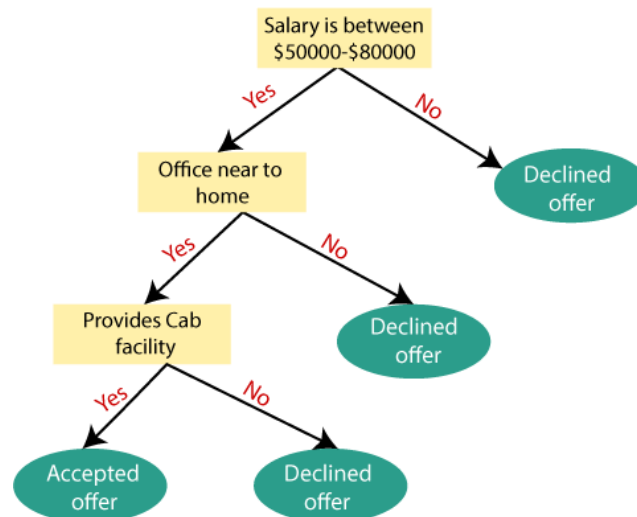 Salary is between
$50000-$80000
Yes
No
Office near to
home
Declined
offer
Yes
No
Provides Cab
facility
Declined
offer
Yes
No
Accepted
offer
Declined
offer